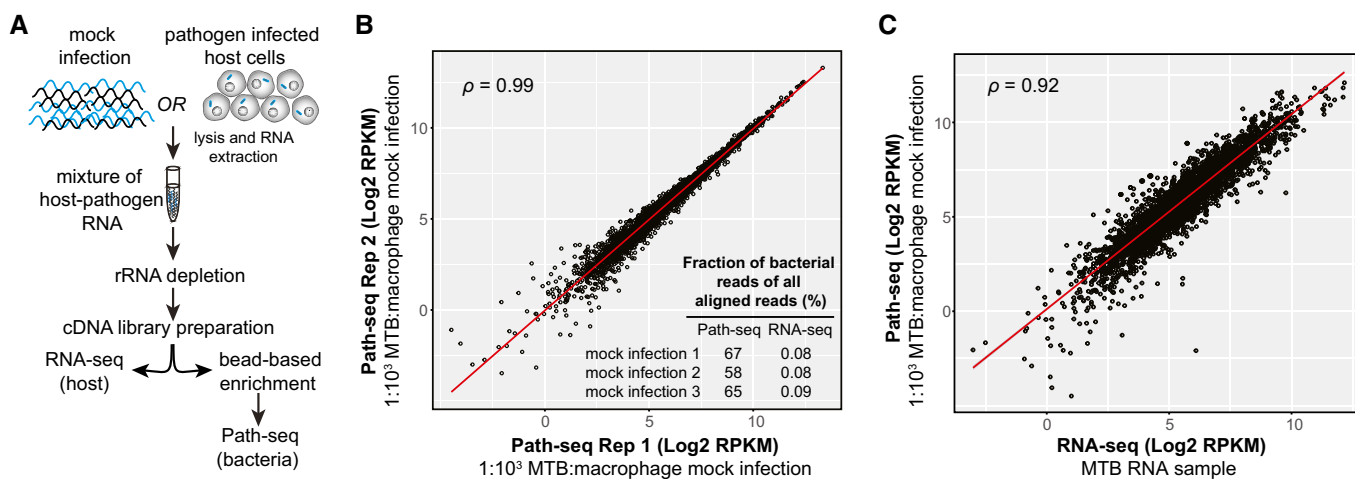 A
mock
infection
pathogen infected
host cells
OR
lysis and RNA
extraction
mixture of
host-pathogen
RNA
rRNA depletion
cDNA library preparation
RNA-seq
(host)
bead-based
enrichment
Path-seq
(bacteria)
B
Path-seq Rep 2 (Log2 RPKM)
1:10³ MTB:macrophage mock infection
ρ = 0.99
10
5
0
Fraction of bacterial
reads of all
aligned reads (%)
Path-seq RNA-seq
mock infection 1 67 0.08
mock infection 2 58 0.08
mock infection 3 65 0.09
0 5 10
Path-seq Rep 1 (Log2 RPKM)
1:10³ MTB:macrophage mock infection
C
Path-seq (Log2 RPKM)
1:10³ MTB:macrophage mock infection
ρ = 0.92
10
5
0
0 5 10
RNA-seq (Log2 RPKM)
MTB RNA sample